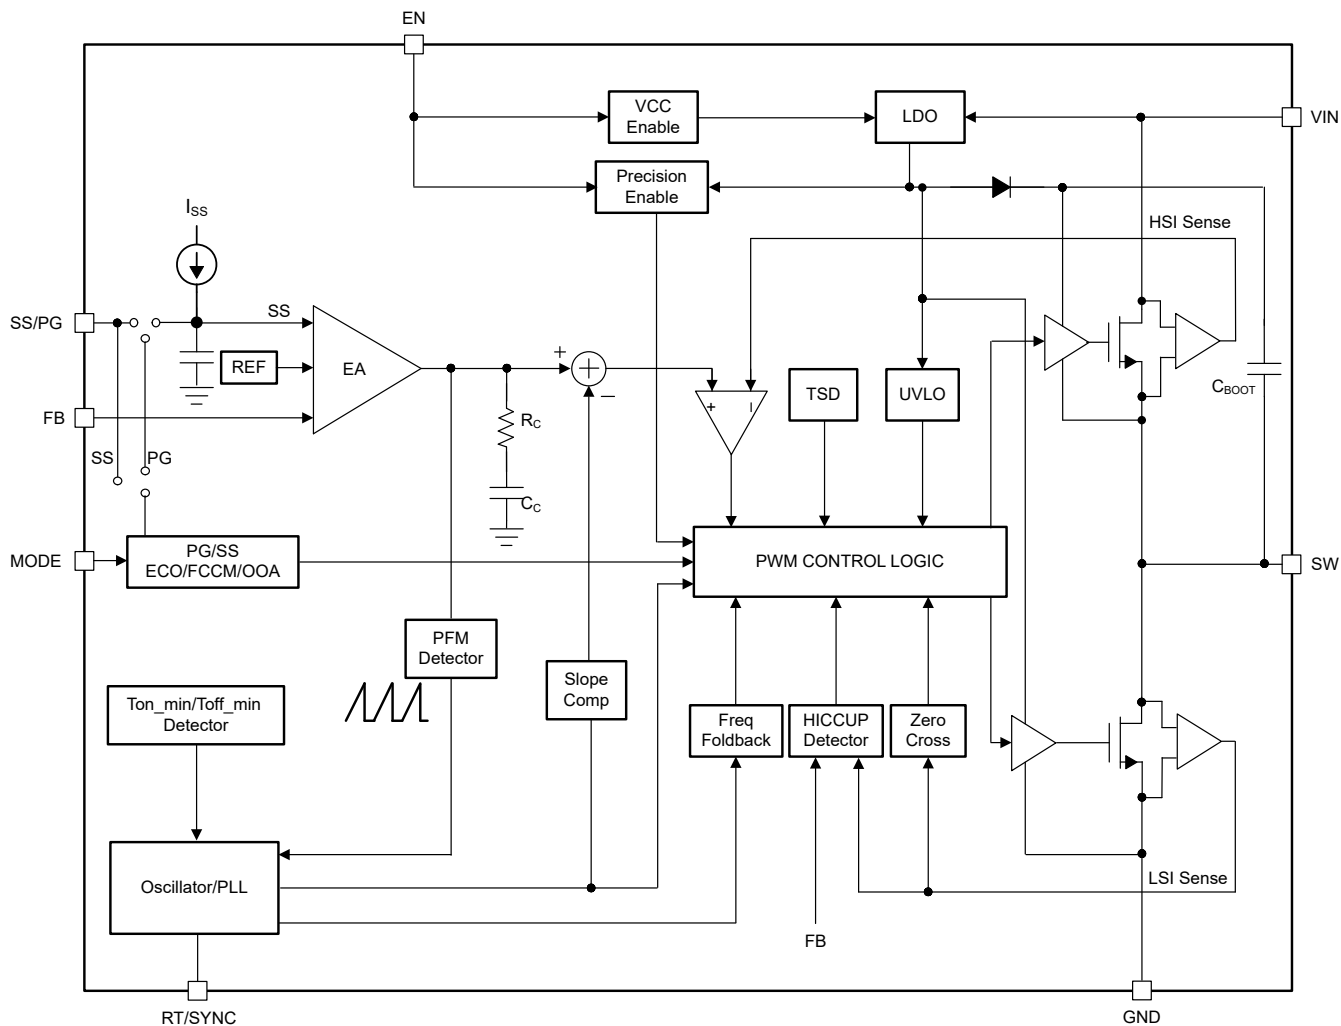 EN
VCC
Enable
LDO
VIN
Precision
Enable
ISS
HSI Sense
SS/PG
SS
REF
EA
+
+
−
+
−
TSD
UVLO
CBOOT
FB
RC
SS
PG
CC
MODE
PG/SS
ECO/FCCM/OOA
PWM CONTROL LOGIC
SW
PFM
Detector
Slope
Comp
Ton_min/Toff_min
Detector
Freq
Foldback
HICCUP
Detector
Zero
Cross
Oscillator/PLL
LSI Sense
FB
RT/SYNC
GND